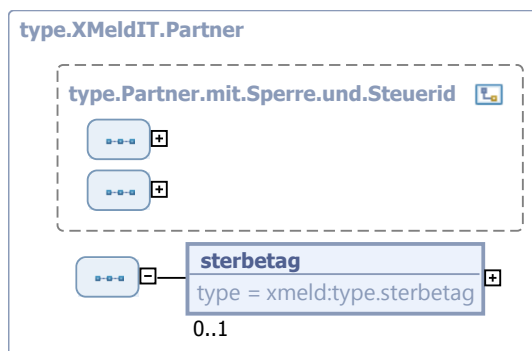 type.XMeldIT.Partner
type.Partner.mit.Sperre.und.Steuerid
sterbetag
type = xmeld:type.sterbetag
0..1